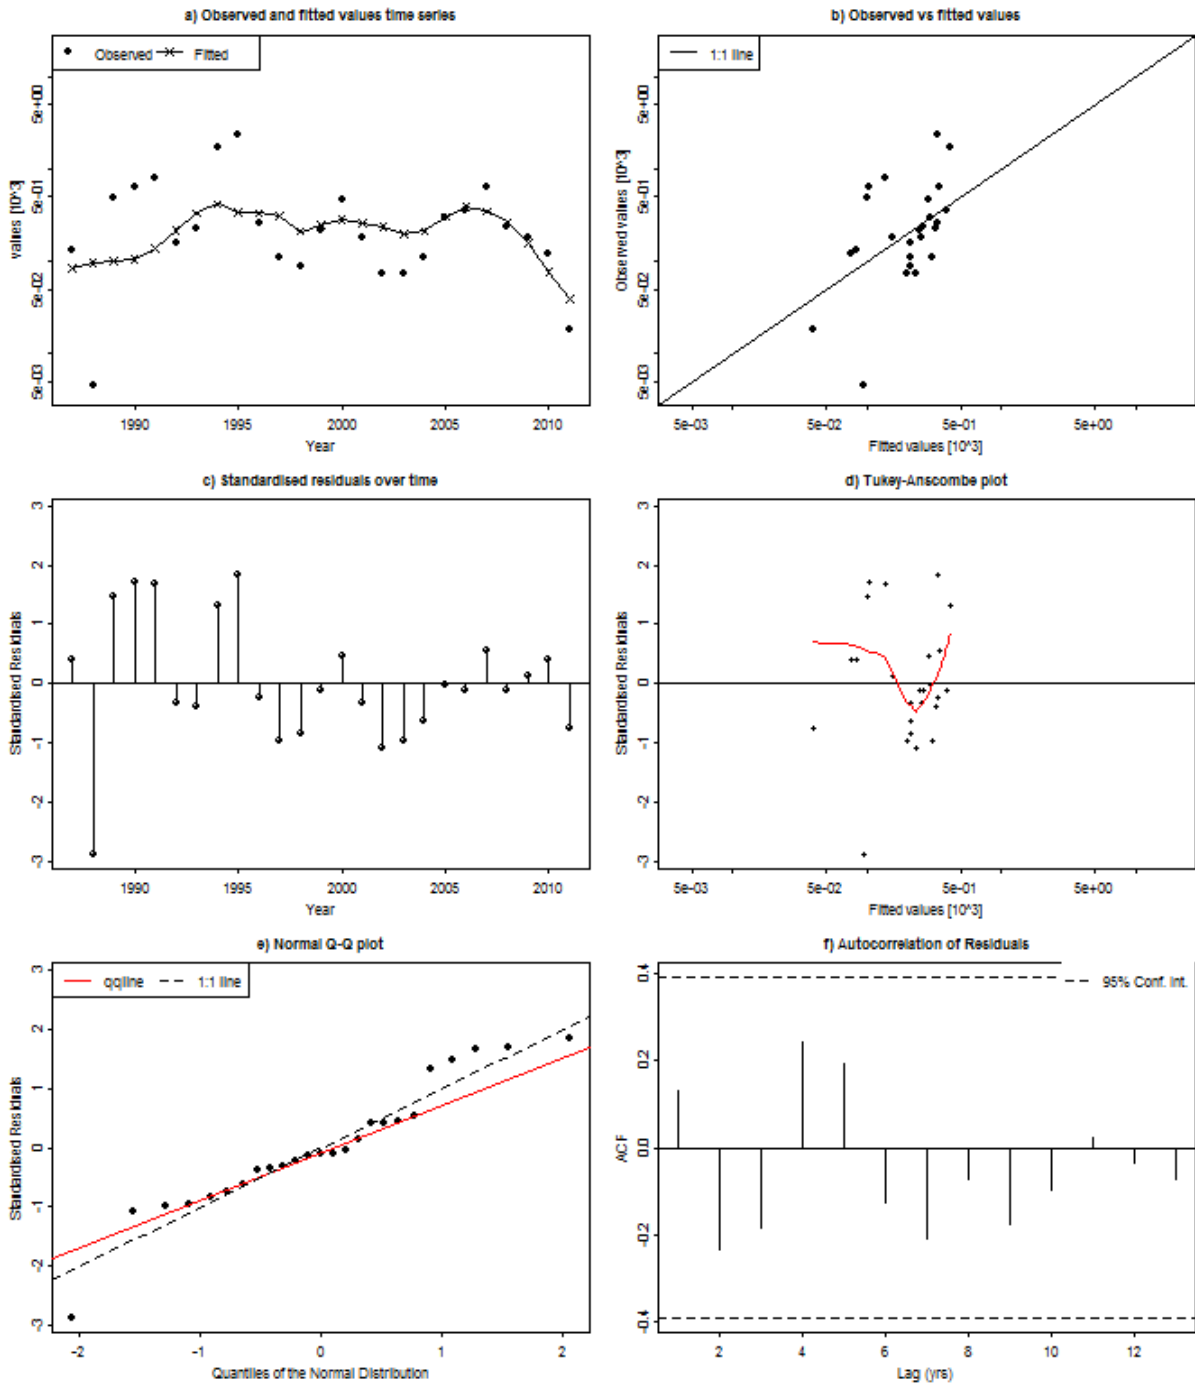 a) Observed and fitted values time series
Observed Fitted
values [10^3]
5e-03 5e-02 5e-01 5e+00
1990 1995 2000 2005 2010
Year
b) Observed vs fitted values
1:1 line
Observed values [10^3]
5e-03 5e-02 5e-01 5e+00
5e-03 5e-02 5e-01 5e+00
Fitted values [10^3]
c) Standardised residuals over time
Standardised Residuals
-3 -2 -1 0 1 2 3
1990 1995 2000 2005 2010
Year
d) Tukey-Anscombe plot
Standardised Residuals
-3 -2 -1 0 1 2 3
5e-03 5e-02 5e-01 5e+00
Fitted values [10^3]
e) Normal Q-Q plot
qqline 1:1 line
Standardised Residuals
-3 -2 -1 0 1 2 3
-2 -1 0 1 2
Quantiles of the Normal Distribution
f) Autocorrelation of Residuals
95% Conf. Int.
ACF
-0.4 -0.2 0.0 0.2 0.4
2 4 6 8 10 12
Lag (yrs)